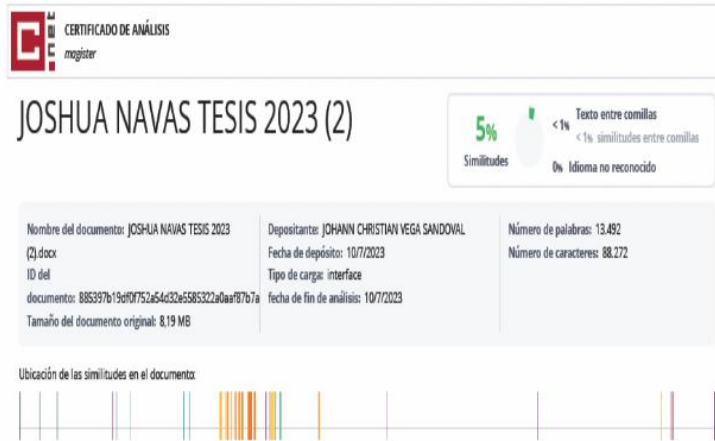 C
.net
CERTIFICADO DE ANÁLISIS
magister
JOSHUA NAVAS TESIS 2023 (2)
5%
Similitudes
<1% Texto entre comillas
<1% similitudes entre comillas
0% Idioma no reconocido
Nombre del documento: JOSHUA NAVAS TESIS 2023
(2).docx
ID del
documento: 885397b19df0f752a54d32e5585322a0aaf87b7a
Tamaño del documento original: 8,19 MB
Depositante: JOHANN CHRISTIAN VEGA SANDOVAL
Fecha de depósito: 10/7/2023
Tipo de carga: interface
fecha de fin de análisis: 10/7/2023
Número de palabras: 13.492
Número de caracteres: 88.272
Ubicación de las similitudes en el documento: